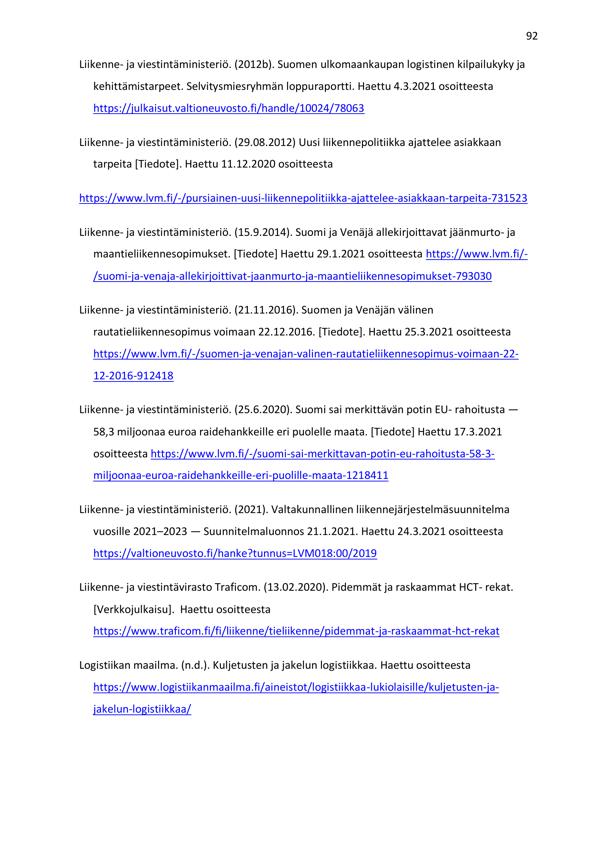 92
Liikenne- ja viestintäministeriö. (2012b). Suomen ulkomaankaupan logistinen kilpailukyky ja
kehittämistarpeet. Selvitysmiesryhmän loppuraportti. Haettu 4.3.2021 osoitteesta
https://julkaisut.valtioneuvosto.fi/handle/10024/78063
Liikenne- ja viestintäministeriö. (29.08.2012) Uusi liikennepolitiikka ajattelee asiakkaan
tarpeita [Tiedote]. Haettu 11.12.2020 osoitteesta
https://www.lvm.fi/-/pursiainen-uusi-liikennepolitiikka-ajattelee-asiakkaan-tarpeita-731523
Liikenne- ja viestintäministeriö. (15.9.2014). Suomi ja Venäjä allekirjoittavat jäänmurto- ja
maantieliikennesopimukset. [Tiedote] Haettu 29.1.2021 osoitteesta https://www.lvm.fi/-
/suomi-ja-venaja-allekirjoittivat-jaanmurto-ja-maantieliikennesopimukset-793030
Liikenne- ja viestintäministeriö. (21.11.2016). Suomen ja Venäjän välinen
rautatieliikennesopimus voimaan 22.12.2016. [Tiedote]. Haettu 25.3.2021 osoitteesta
https://www.lvm.fi/-/suomen-ja-venajan-valinen-rautatieliikennesopimus-voimaan-22-
12-2016-912418
Liikenne- ja viestintäministeriö. (25.6.2020). Suomi sai merkittävän potin EU- rahoitusta —
58,3 miljoonaa euroa raidehankkeille eri puolelle maata. [Tiedote] Haettu 17.3.2021
osoitteesta https://www.lvm.fi/-/suomi-sai-merkittavan-potin-eu-rahoitusta-58-3-
miljoonaa-euroa-raidehankkeille-eri-puolille-maata-1218411
Liikenne- ja viestintäministeriö. (2021). Valtakunnallinen liikennejärjestelmäsuunnitelma
vuosille 2021–2023 — Suunnitelmaluonnos 21.1.2021. Haettu 24.3.2021 osoitteesta
https://valtioneuvosto.fi/hanke?tunnus=LVM018:00/2019
Liikenne- ja viestintävirasto Traficom. (13.02.2020). Pidemmät ja raskaammat HCT- rekat.
[Verkkojulkaisu].  Haettu osoitteesta
https://www.traficom.fi/fi/liikenne/tieliikenne/pidemmat-ja-raskaammat-hct-rekat
Logistiikan maailma. (n.d.). Kuljetusten ja jakelun logistiikkaa. Haettu osoitteesta
https://www.logistiikanmaailma.fi/aineistot/logistiikkaa-lukiolaisille/kuljetusten-ja-
jakelun-logistiikkaa/